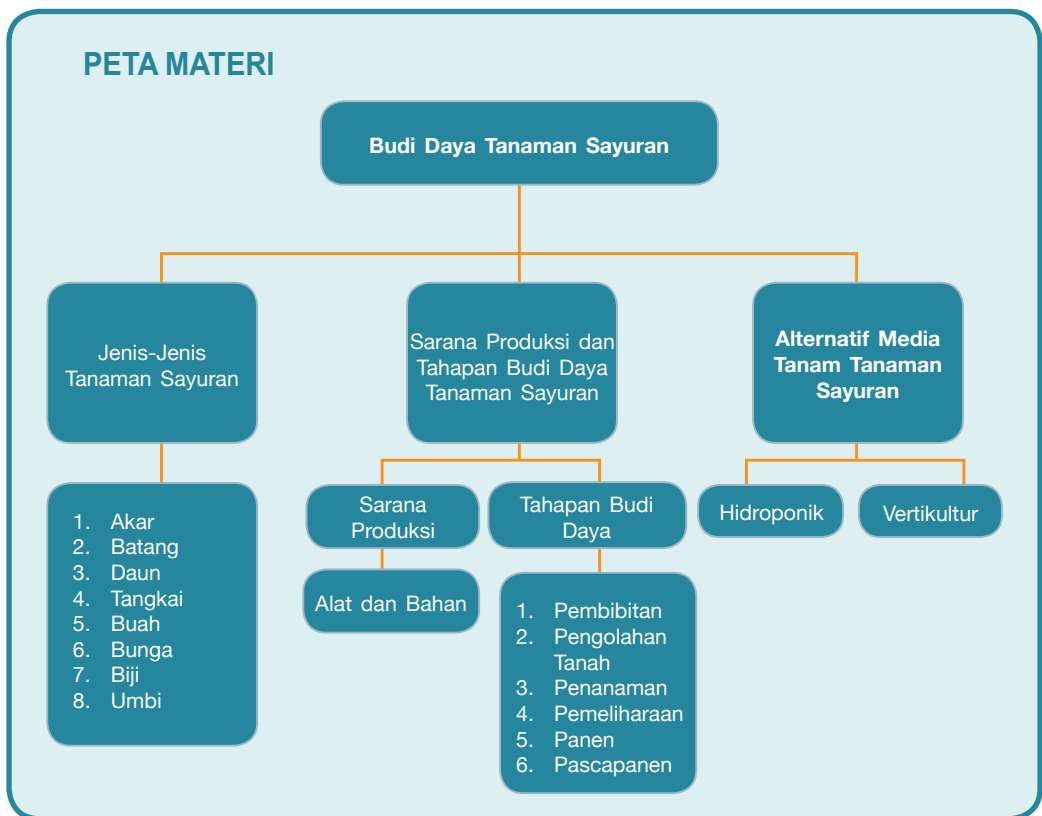 PETA MATERI
Budi Daya Tanaman Sayuran
Jenis-Jenis
Tanaman Sayuran
Sarana Produksi dan
Tahapan Budi Daya
Tanaman Sayuran
Alternatif Media
Tanam Tanaman
Sayuran
1. Akar
2. Batang
3. Daun
4. Tangkai
5. Buah
6. Bunga
7. Biji
8. Umbi
Sarana
Produksi
Alat dan Bahan
Tahapan Budi
Daya
1. Pembibitan
2. Pengolahan
Tanah
3. Penanaman
4. Pemeliharaan
5. Panen
6. Pascapanen
Hidroponik
Vertikultur